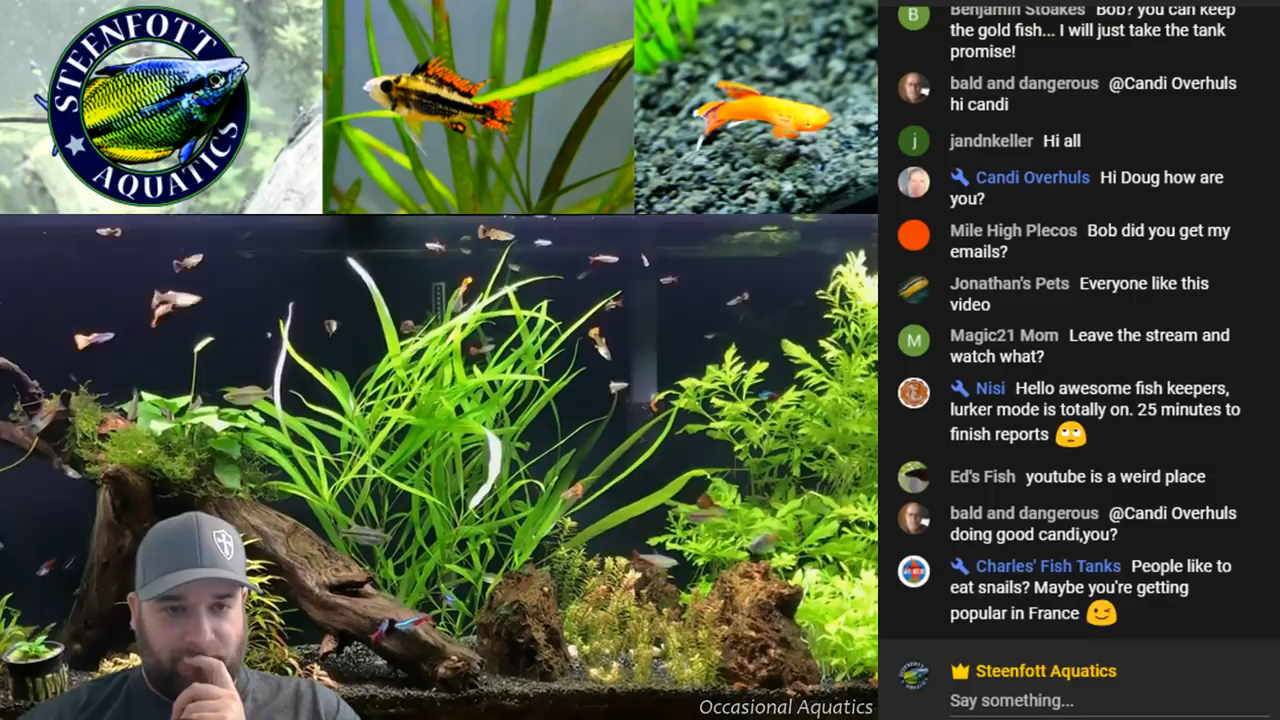 STEENFOTT
AQUATICS
Occasional Aquatics
B Benjamin Stoakes Bob? you can keep
the gold fish... I will just take the tank
promise!
bald and dangerous @Candi Overhuls
hi candi
j jandnkeller Hi all
Candi Overhuls Hi Doug how are
you?
Mile High Plecos Bob did you get my
emails?
Jonathan's Pets Everyone like this
video
M Magic21 Mom Leave the stream and
watch what?
Nisi Hello awesome fish keepers,
lurker mode is totally on. 25 minutes to
finish reports 🙄
Ed's Fish youtube is a weird place
bald and dangerous @Candi Overhuls
doing good candi,you?
Charles' Fish Tanks People like to
eat snails? Maybe you're getting
popular in France 😉
Steenfott Aquatics
Say something...